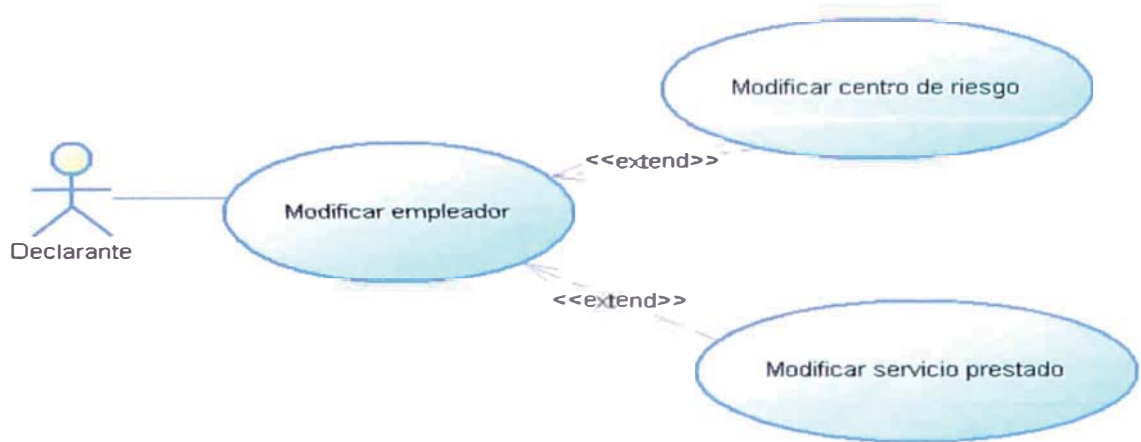 Modificar centro de riesgo
<<extend>>
Modificar empleador
Declarante
<<extend>>
Modificar servicio prestado